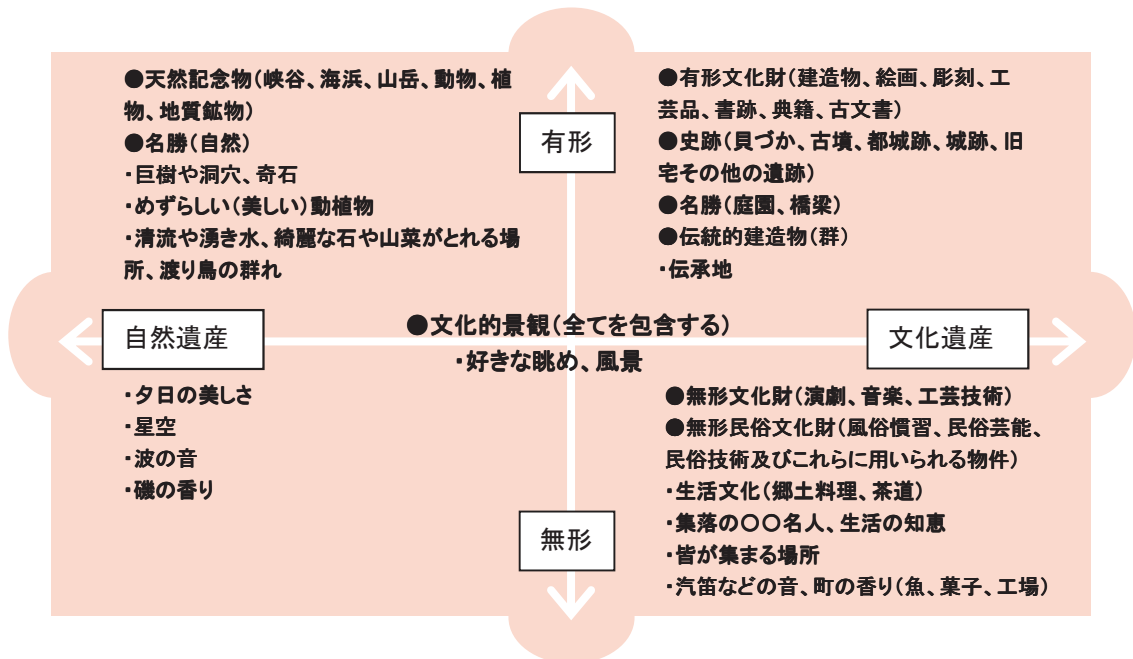 ●天然記念物(峡谷、海浜、山岳、動物、植
物、地質鉱物)
●名勝(自然)
・巨樹や洞穴、奇石
・めずらしい(美しい)動植物
・清流や湧き水、綺麗な石や山菜がとれる場
所、渡り鳥の群れ
有形
●有形文化財(建造物、絵画、彫刻、工
芸品、書跡、典籍、古文書)
●史跡(貝づか、古墳、都城跡、城跡、旧
宅その他の遺跡)
●名勝(庭園、橋梁)
●伝統的建造物(群)
・伝承地
自然遺産
●文化的景観(全てを包含する)
・好きな眺め、風景
文化遺産
・夕日の美しさ
・星空
・波の音
・磯の香り
無形
●無形文化財(演劇、音楽、工芸技術)
●無形民俗文化財(風俗慣習、民俗芸能、
民俗技術及びこれらに用いられる物件)
・生活文化(郷土料理、茶道)
・集落の〇〇名人、生活の知恵
・皆が集まる場所
・汽笛などの音、町の香り(魚、菓子、工場)